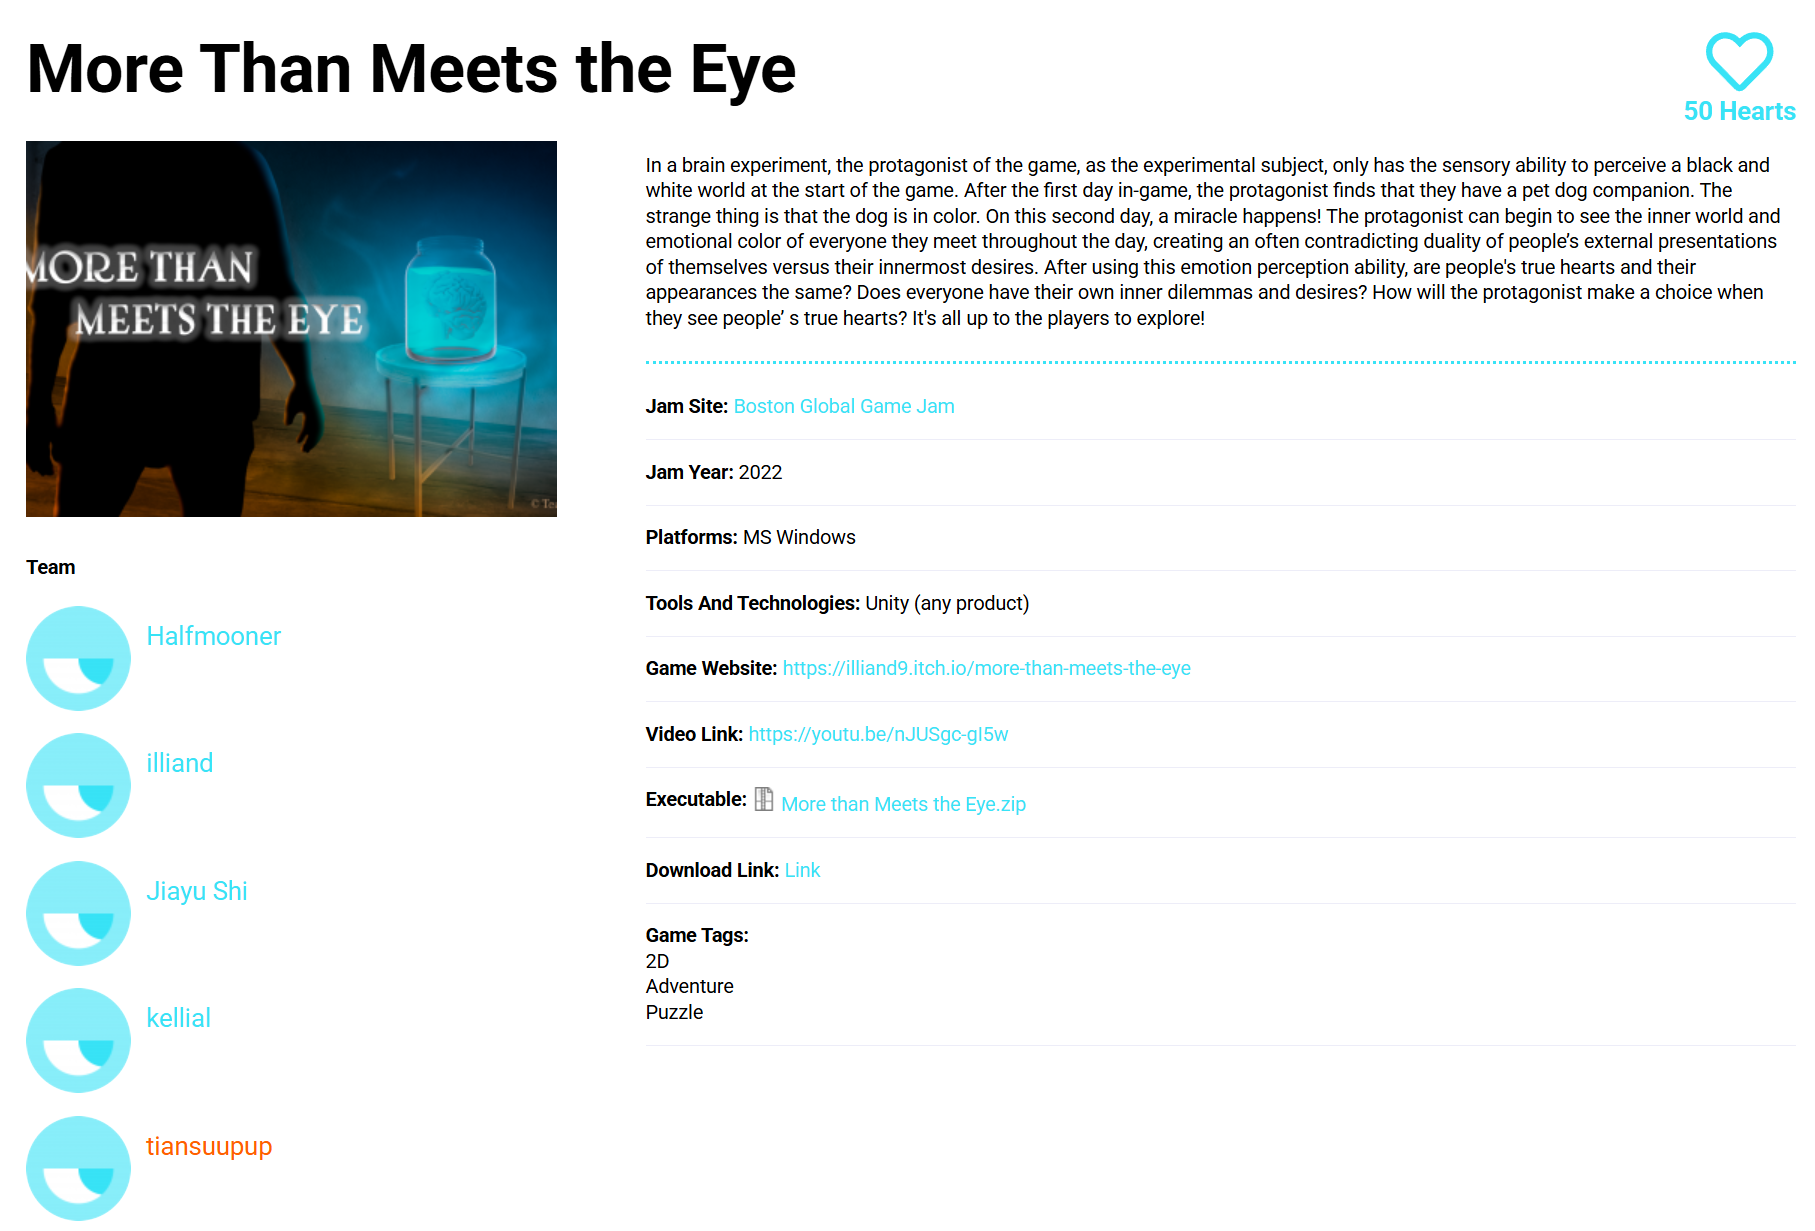 More Than Meets the Eye
50 Hearts
MORE THAN
MEETS THE EYE
In a brain experiment, the protagonist of the game, as the experimental subject, only has the sensory ability to perceive a black and
white world at the start of the game. After the first day in-game, the protagonist finds that they have a pet dog companion. The
strange thing is that the dog is in color. On this second day, a miracle happens! The protagonist can begin to see the inner world and
emotional color of everyone they meet throughout the day, creating an often contradicting duality of people’s external presentations
of themselves versus their innermost desires. After using this emotion perception ability, are people's true hearts and their
appearances the same? Does everyone have their own inner dilemmas and desires? How will the protagonist make a choice when
they see people’ s true hearts? It's all up to the players to explore!
Jam Site: Boston Global Game Jam
Jam Year: 2022
Platforms: MS Windows
Tools And Technologies: Unity (any product)
Game Website: https://illiand9.itch.io/more-than-meets-the-eye
Video Link: https://youtu.be/nJUSgc-gI5w
Executable: More than Meets the Eye.zip
Download Link: Link
Game Tags:
2D
Adventure
Puzzle
Team
Halfmooner
illiand
Jiayu Shi
kellial
tiansuupup